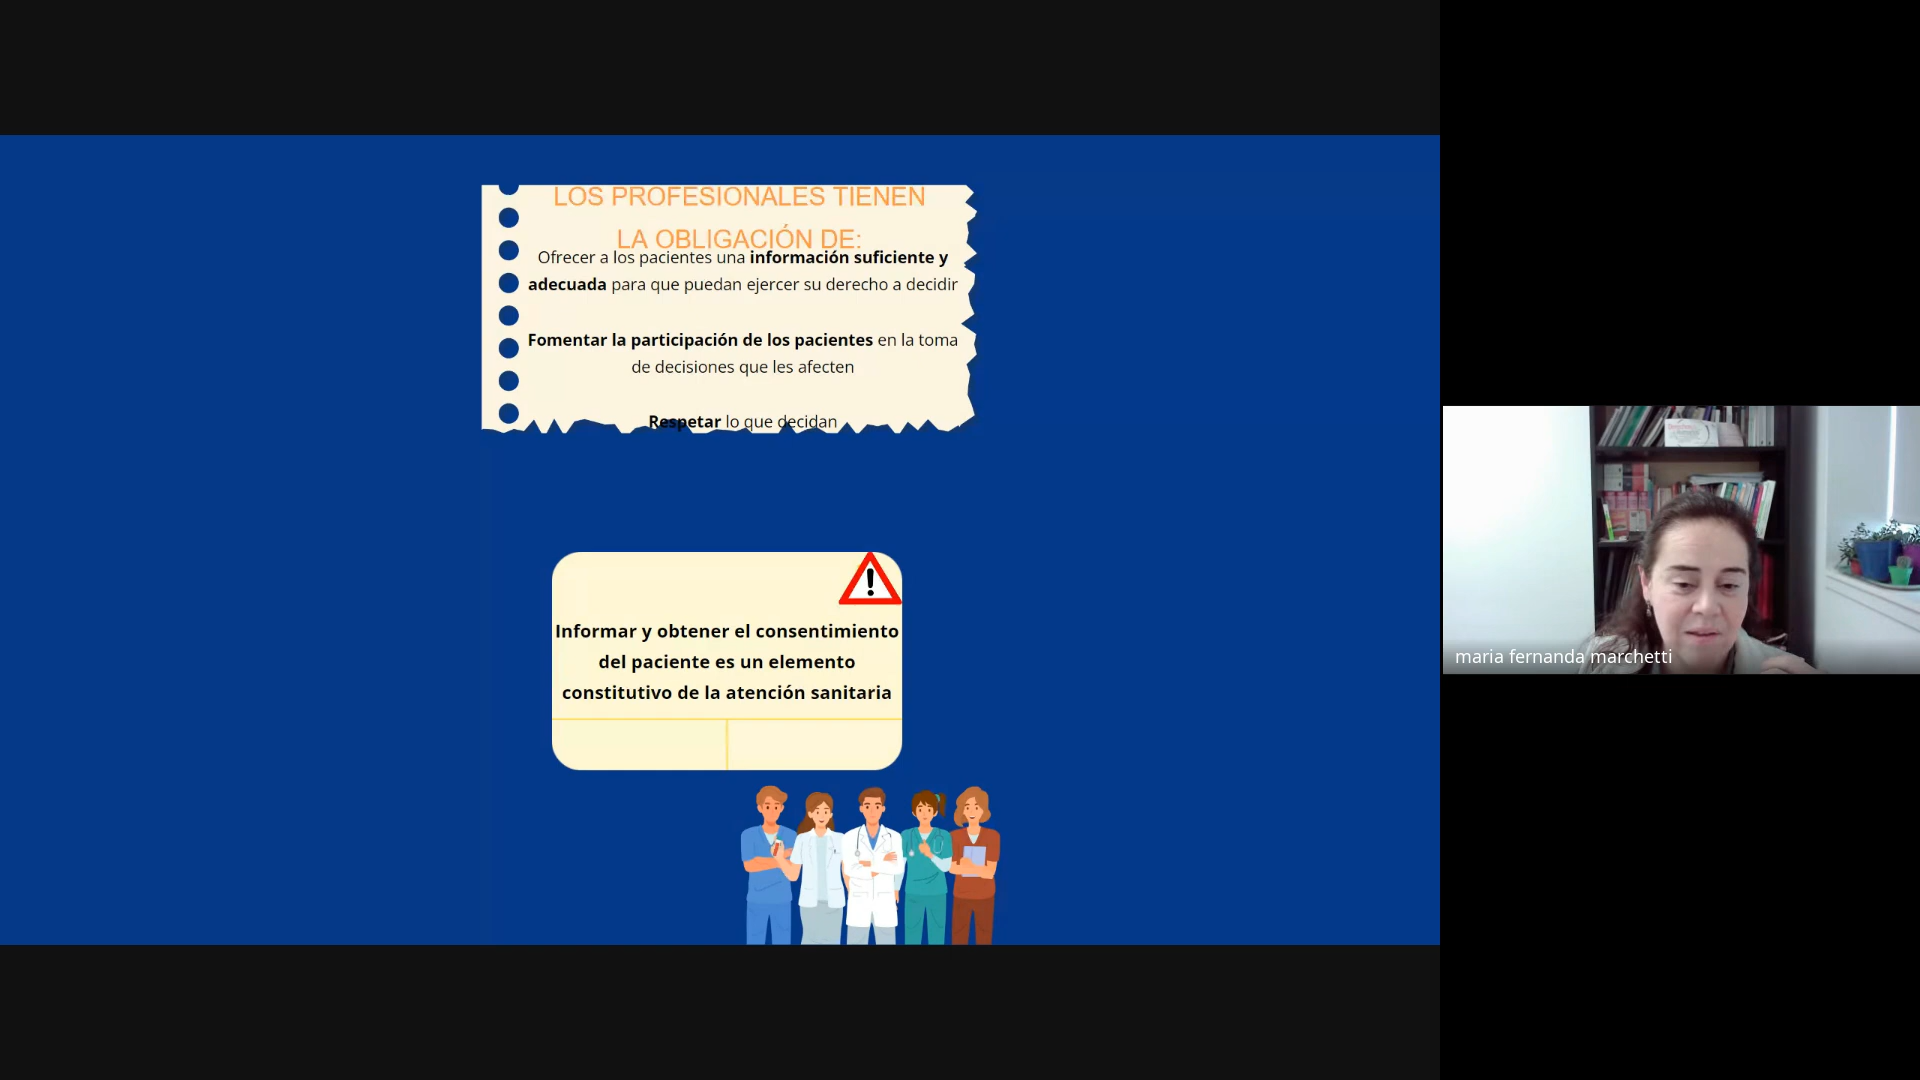 LOS PROFESIONALES TIENEN
LA OBLIGACIÓN DE:
Ofrecer a los pacientes una información suficiente y
adecuada para que puedan ejercer su derecho a decidir
Fomentar la participación de los pacientes en la toma
de decisiones que les afecten
Respetar lo que decidan
Informar y obtener el consentimiento
del paciente es un elemento
constitutivo de la atención sanitaria
maria fernanda marchetti